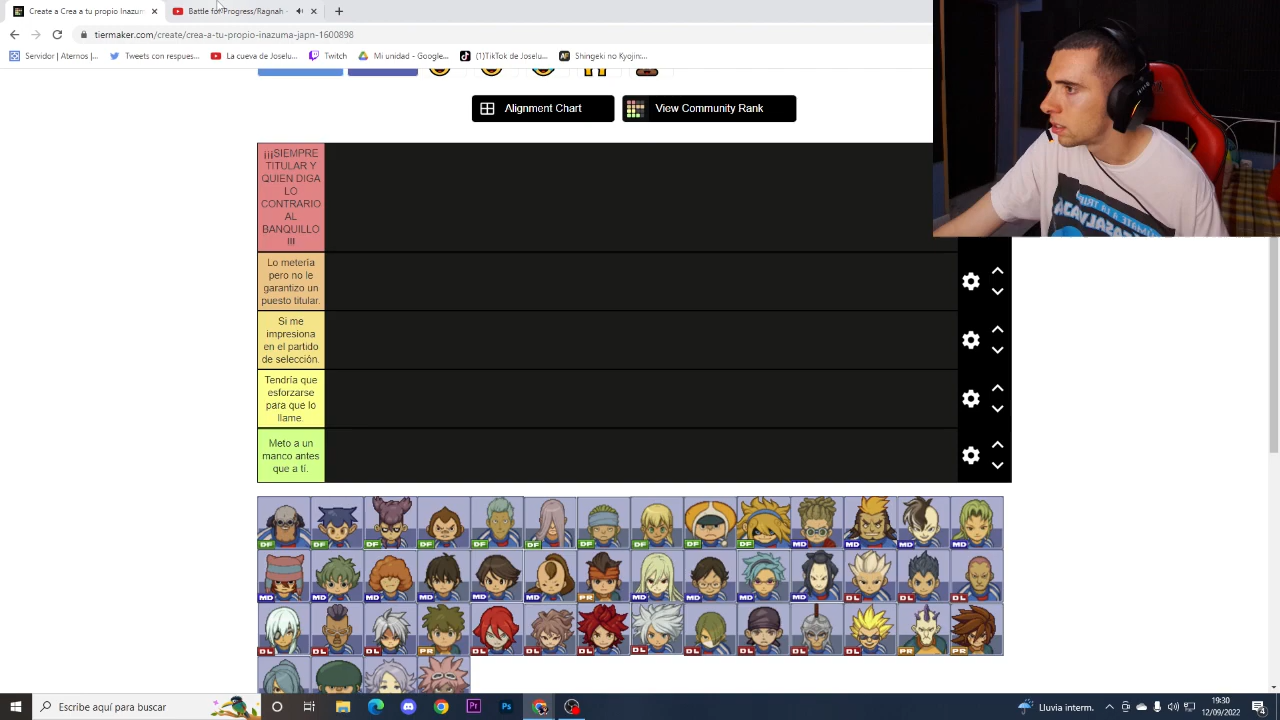 Create a Crea a tu propio Inazum
Battle for Progress/Ragnah -
tiermaker.com/create/crea-a-tu-propio-inazuma-japn-1600898
Servidor | Aternos |...
Tweets con respues...
La cueva de Joselu...
Twitch
Mi unidad - Google...
(1)TikTok de Joselu...
Shingeki no Kyojin:...
Alignment Chart
View Community Rank
¡¡¡SIEMPRE
TITULAR Y
QUIEN DIGA
LO
CONTRARIO
AL
BANQUILLO
!!!
Lo metería
pero no le
garantizo un
puesto titular.
Si me
impresiona
en el partido
de selección.
Tendría que
esforzarse
para que lo
llame.
Meto a un
manco antes
que a tí.
DF DF DF DF DF DF DF DF DF DF MD MD MD MD
MD MD MD MD MD MD PR MD MD MD MD DL DL DL
DL DL DL PR DL DL DL DL DL DL DL DL PR PR
Escribe aquí para buscar
Lluvia interm.
19:30
12/09/2022